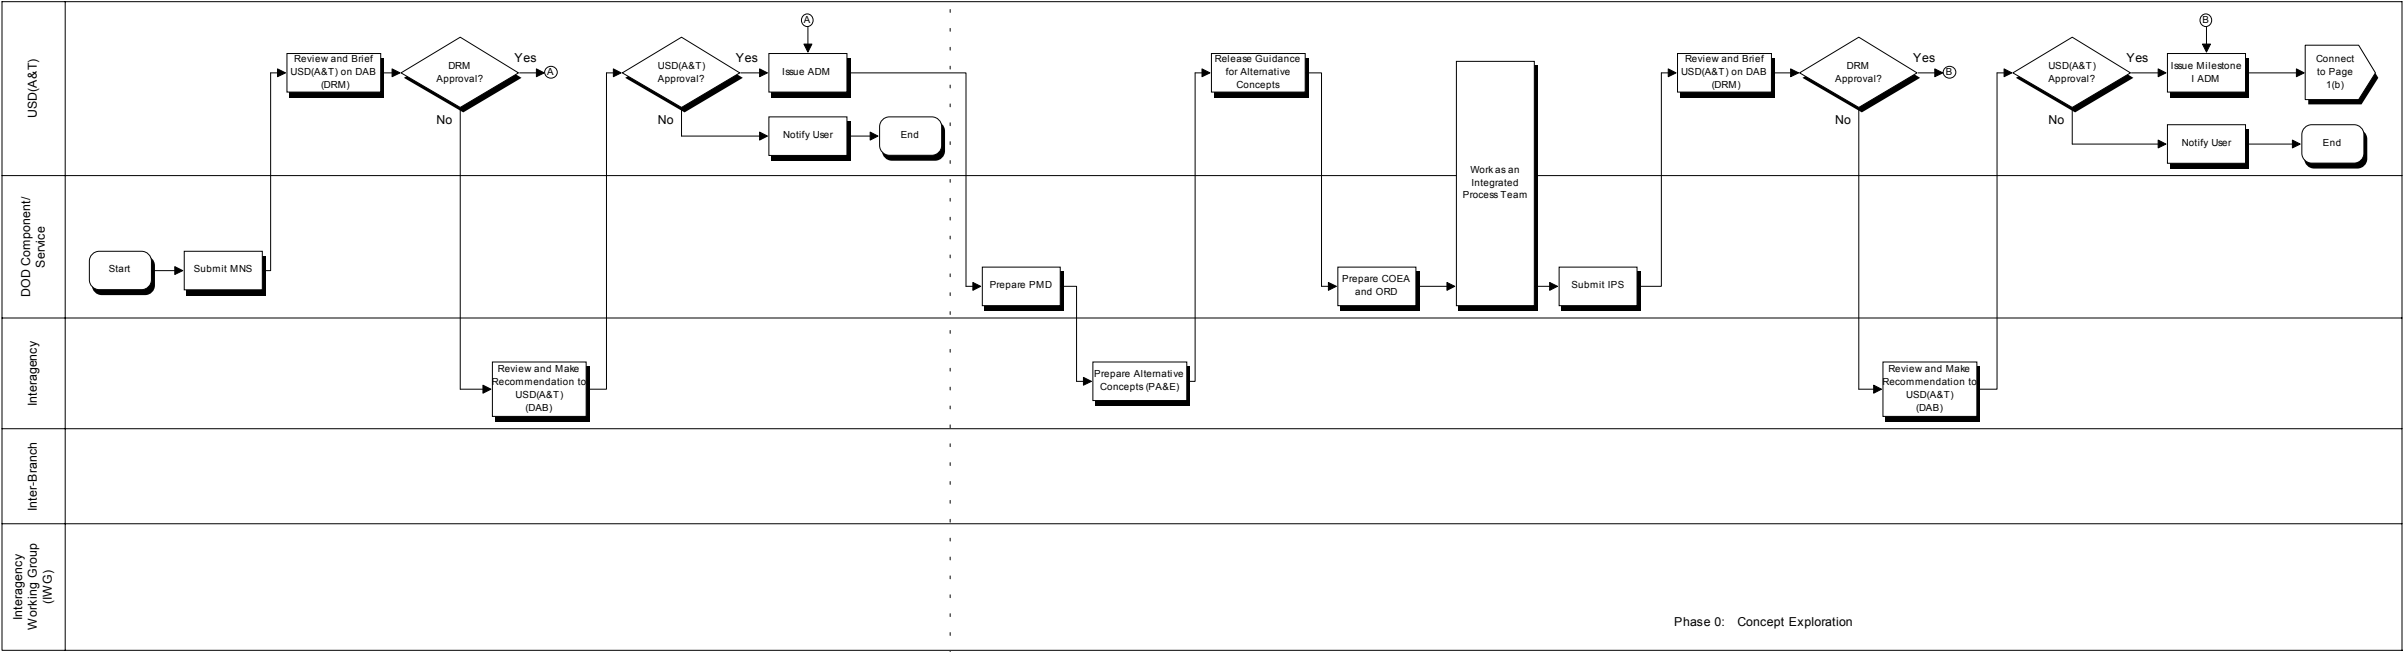 USD(A&T)
Review and Brief
USD(A&T) on DAB
(DRM)
DRM
Approval?
Yes
A
No
USD(A&T)
Approval?
Yes
No
A
Issue ADM
Notify User
End
Release Guidance
for Alternative
Concepts
Work as an
Integrated
Process Team
Review and Brief
USD(A&T) on DAB
(DRM)
DRM
Approval?
Yes
B
No
USD(A&T)
Approval?
Yes
No
B
Issue Milestone
I ADM
Connect
to Page
1(b)
Notify User
End
DOD Component/
Service
Start
Submit MNS
Prepare PMD
Prepare COEA
and ORD
Submit IPS
Interagency
Review and Make
Recommendation to
USD(A&T)
(DAB)
Prepare Alternative
Concepts (PA&E)
Review and Make
Recommendation to
USD(A&T)
(DAB)
Inter-Branch
Interagency
Working Group
(IWG)
Phase 0: Concept Exploration